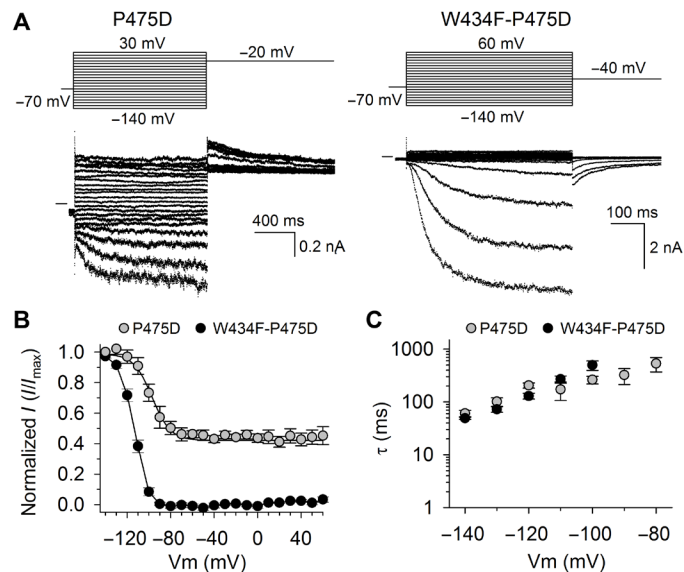 A
P475D
W434F-P475D
30 mV
−20 mV
−70 mV
−140 mV
60 mV
−40 mV
−70 mV
−140 mV
400 ms
0.2 nA
100 ms
2 nA
B
P475D
W434F-P475D
Normalized I (I/Imax)
1.0
0.8
0.6
0.4
0.2
0.0
−120
−80
−40
0
40
Vm (mV)
C
P475D
W434F-P475D
τ (ms)
1000
100
10
1
−140
−120
−100
−80
Vm (mV)